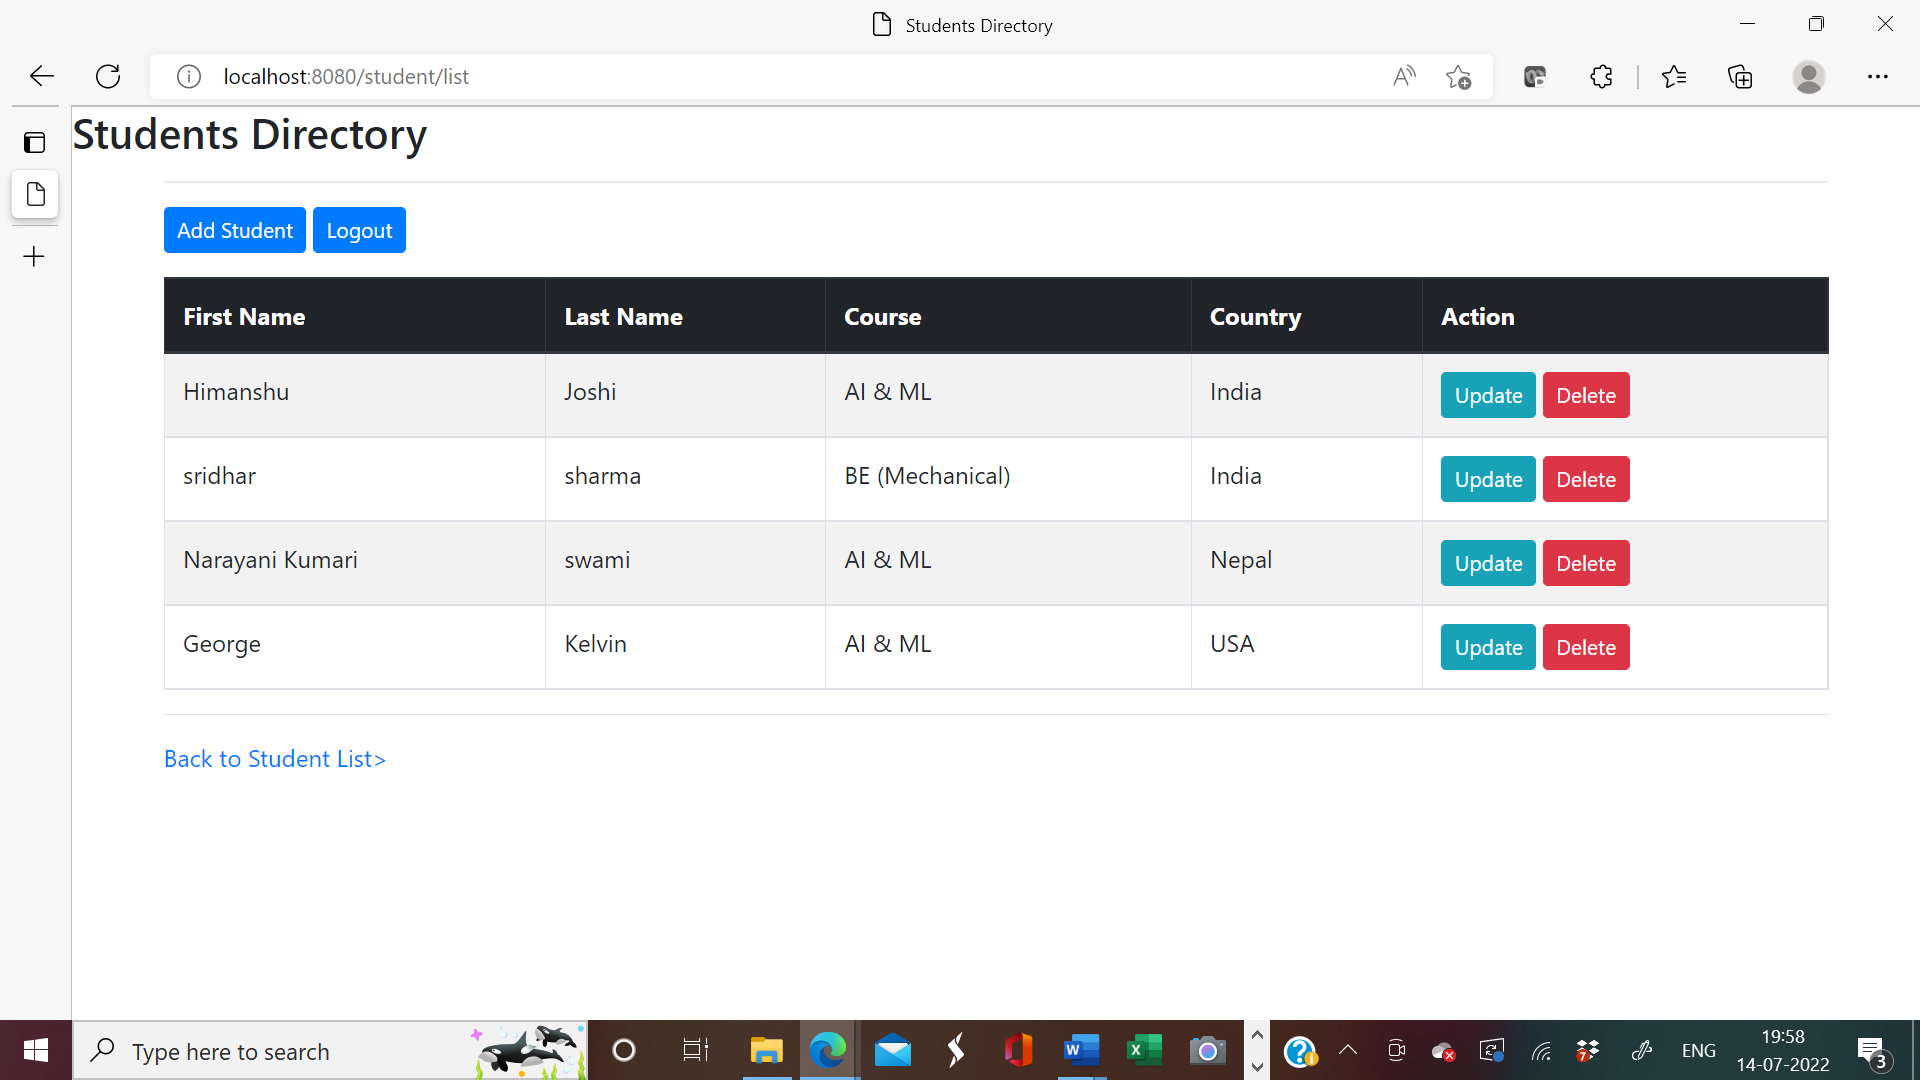 Students Directory
localhost:8080/student/list
Students Directory
Add Student Logout
First Name Last Name Course Country Action
Himanshu Joshi AI & ML India Update Delete
sridhar sharma BE (Mechanical) India Update Delete
Narayani Kumari swami AI & ML Nepal Update Delete
George Kelvin AI & ML USA Update Delete
Back to Student List>
Type here to search
ENG
19:58
14-07-2022
3